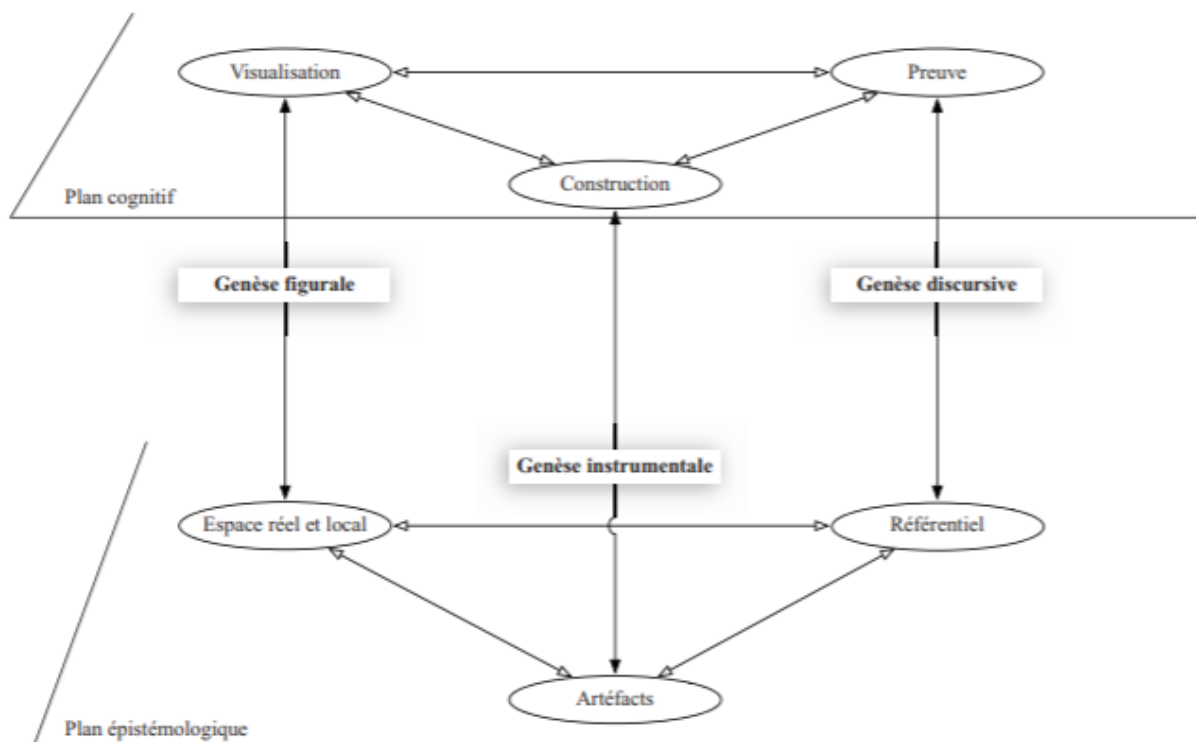 Visualisation
Preuve
Construction
Plan cognitif
Genèse figurale
Genèse discursive
Genèse instrumentale
Espace réel et local
Référentiel
Artéfacts
Plan épistémologique